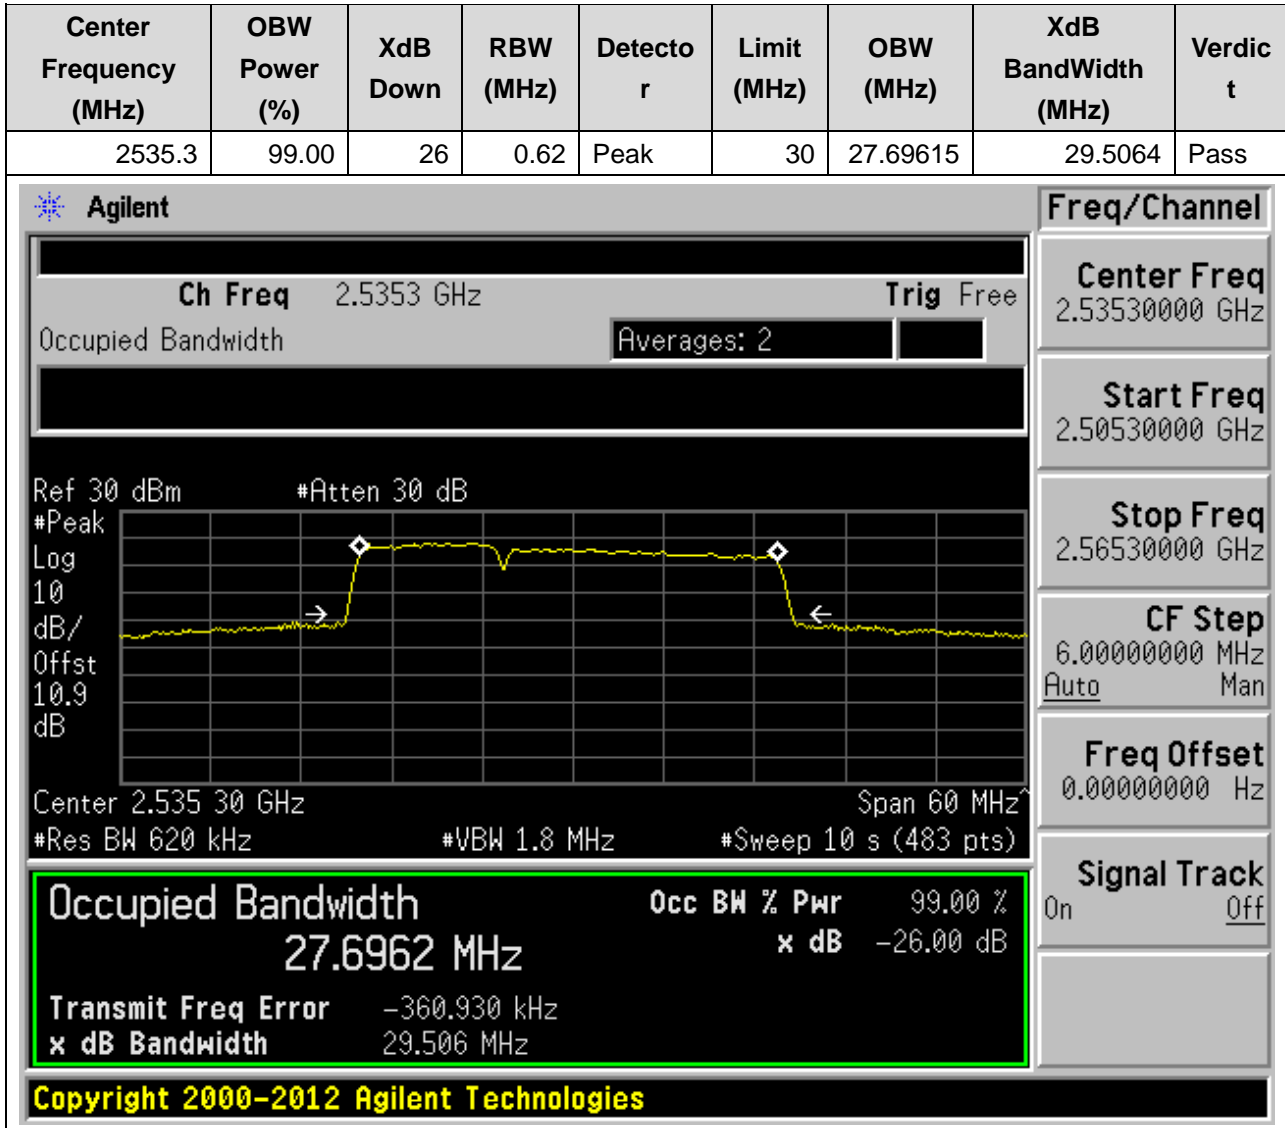 Center Frequency (MHz) OBW Power (%) XdB Down RBW (MHz) Detecto r Limit (MHz) OBW (MHz) XdB BandWidth (MHz) Verdic t
2535.3 99.00 26 0.62 Peak 30 27.69615 29.5064 Pass
Agilent
Freq/Channel
Ch Freq 2.5353 GHz Trig Free
Occupied Bandwidth Averages: 2
Center Freq
2.53530000 GHz
Start Freq
2.50530000 GHz
Stop Freq
2.56530000 GHz
CF Step
6.00000000 MHz
Auto Man
Freq Offset
0.00000000 Hz
Signal Track
On Off
Ref 30 dBm #Atten 30 dB
#Peak
Log
10
dB/
Offst
10.9
dB
Center 2.535 30 GHz Span 60 MHz^
#Res BW 620 kHz #VBW 1.8 MHz #Sweep 10 s (483 pts)
Occupied Bandwidth Occ BW % Pwr 99.00 %
27.6962 MHz x dB -26.00 dB
Transmit Freq Error -360.930 kHz
x dB Bandwidth 29.506 MHz
Copyright 2000-2012 Agilent Technologies